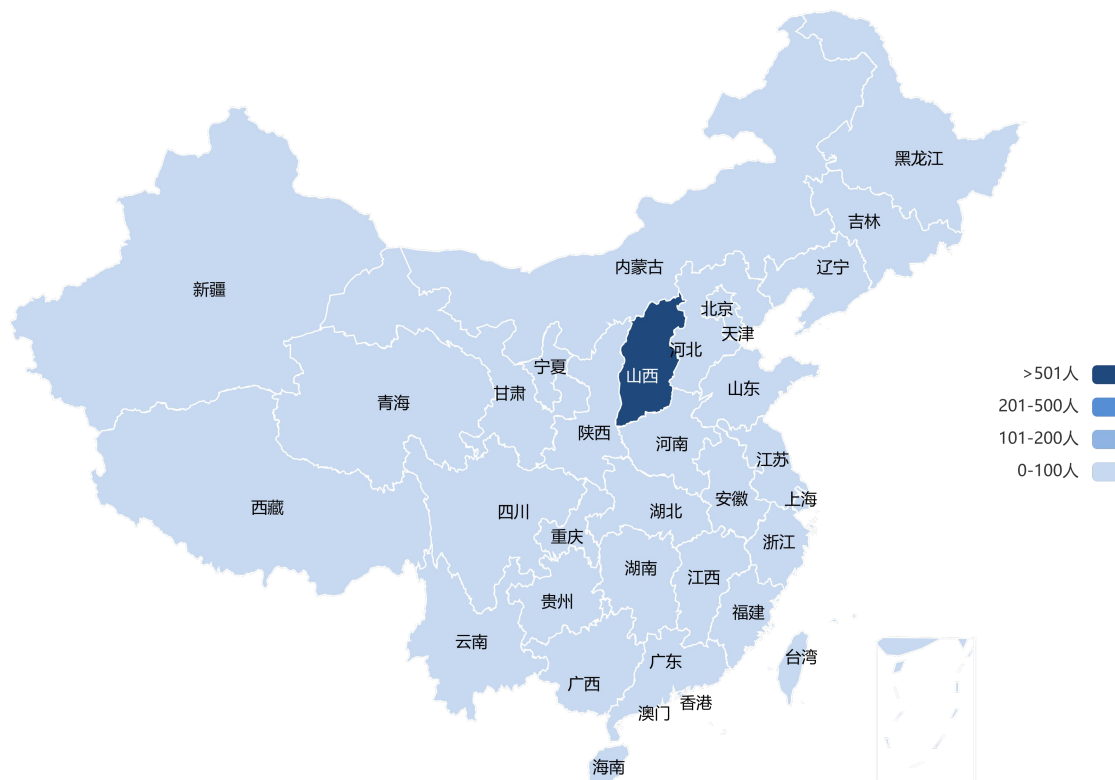 黑龙江
吉林
辽宁
内蒙古
新疆
北京
天津
河北
宁夏
山西
山东
甘肃
青海
陕西
河南
江苏
安徽
上海
西藏
四川
湖北
重庆
浙江
湖南
江西
贵州
福建
云南
台湾
广东
广西
香港
澳门
海南
>501人
201-500人
101-200人
0-100人